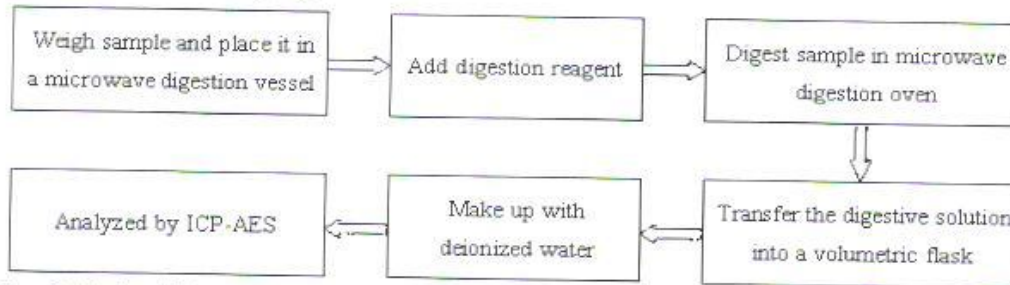 Weigh sample and place it in
a microwave digestion vessel
Add digestion reagent
Digest sample in microwave
digestion oven
Transfer the digestive solution
into a volumetric flask
Make up with
deionized water
Analyzed by ICP-AES